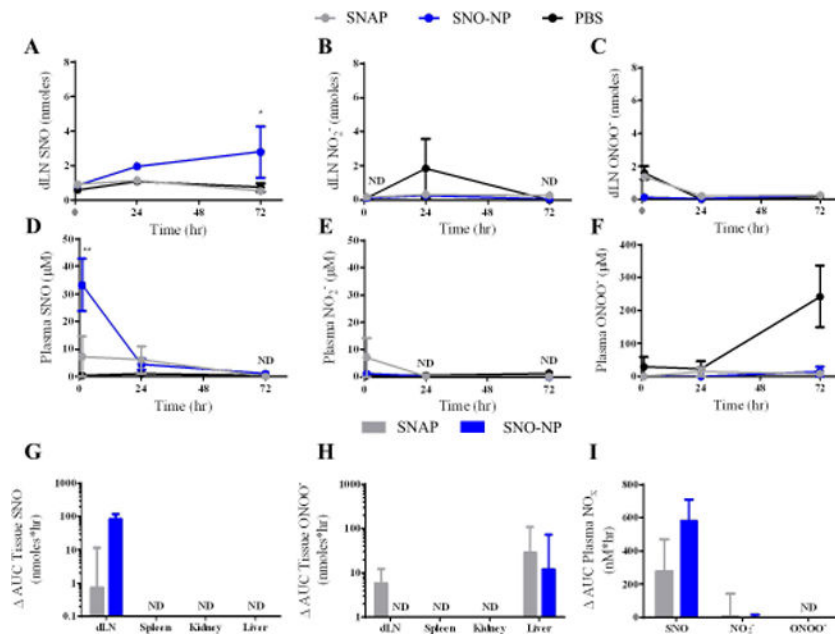 SNAP SNO-NP PBS
A
dLN SNO (nmoles)
8
6
4
2
0
0 24 48 72
Time (hr)
B
dLN NO₂⁻ (nmoles)
8
6
4
2
0
ND ND
0 24 48 72
Time (hr)
C
dLN ONOO⁻ (nmoles)
8
6
4
2
0
0 24 48 72
Time (hr)
D
Plasma SNO (µM)
50
40
30
20
10
0
**
ND
0 24 48 72
Time (hr)
E
Plasma NO₂⁻ (µM)
50
40
30
20
10
0
ND ND
0 24 48 72
Time (hr)
F
Plasma ONOO⁻ (µM)
400
300
200
100
0
0 24 48 72
Time (hr)
SNAP SNO-NP
G
Δ AUC Tissue SNO
(nmoles*hr)
1000
100
10
1
0.1
ND ND ND
dLN Spleen Kidney Liver
H
Δ AUC Tissue ONOO⁻
(nmoles*hr)
1000
100
10
1
ND ND ND
dLN Spleen Kidney Liver
I
Δ AUC Plasma NOₓ
(nM*hr)
800
600
400
200
0
ND
SNO NO₂⁻ ONOO⁻